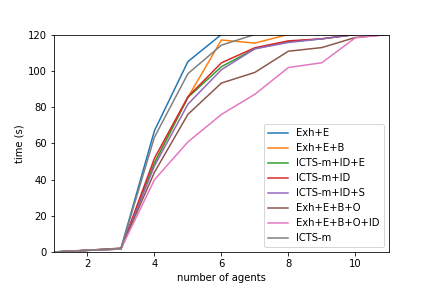 120
100
80
60
40
20
0
time (s)
2
4
6
8
10
number of agents
Exh+E
Exh+E+B
ICTS-m+ID+E
ICTS-m+ID
ICTS-m+ID+S
Exh+E+B+O
Exh+E+B+O+ID
ICTS-m